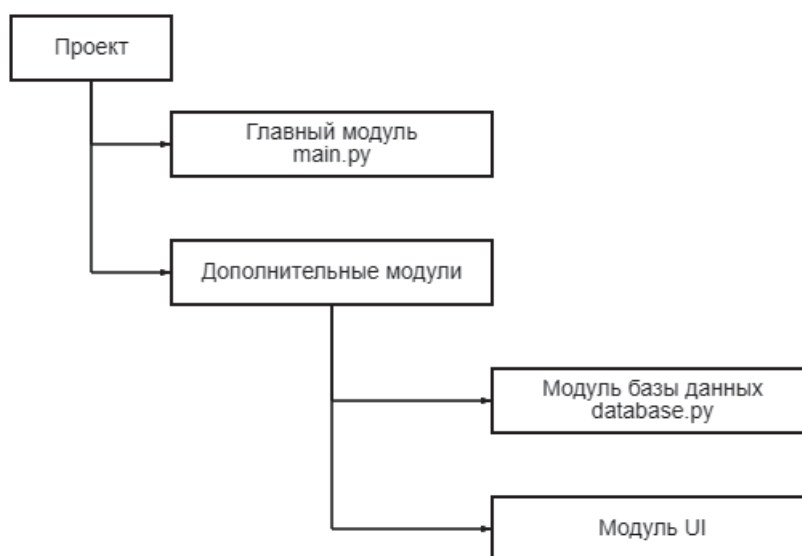 Проект
Главный модуль
main.py
Дополнительные модули
Модуль базы данных
database.py
Модуль UI